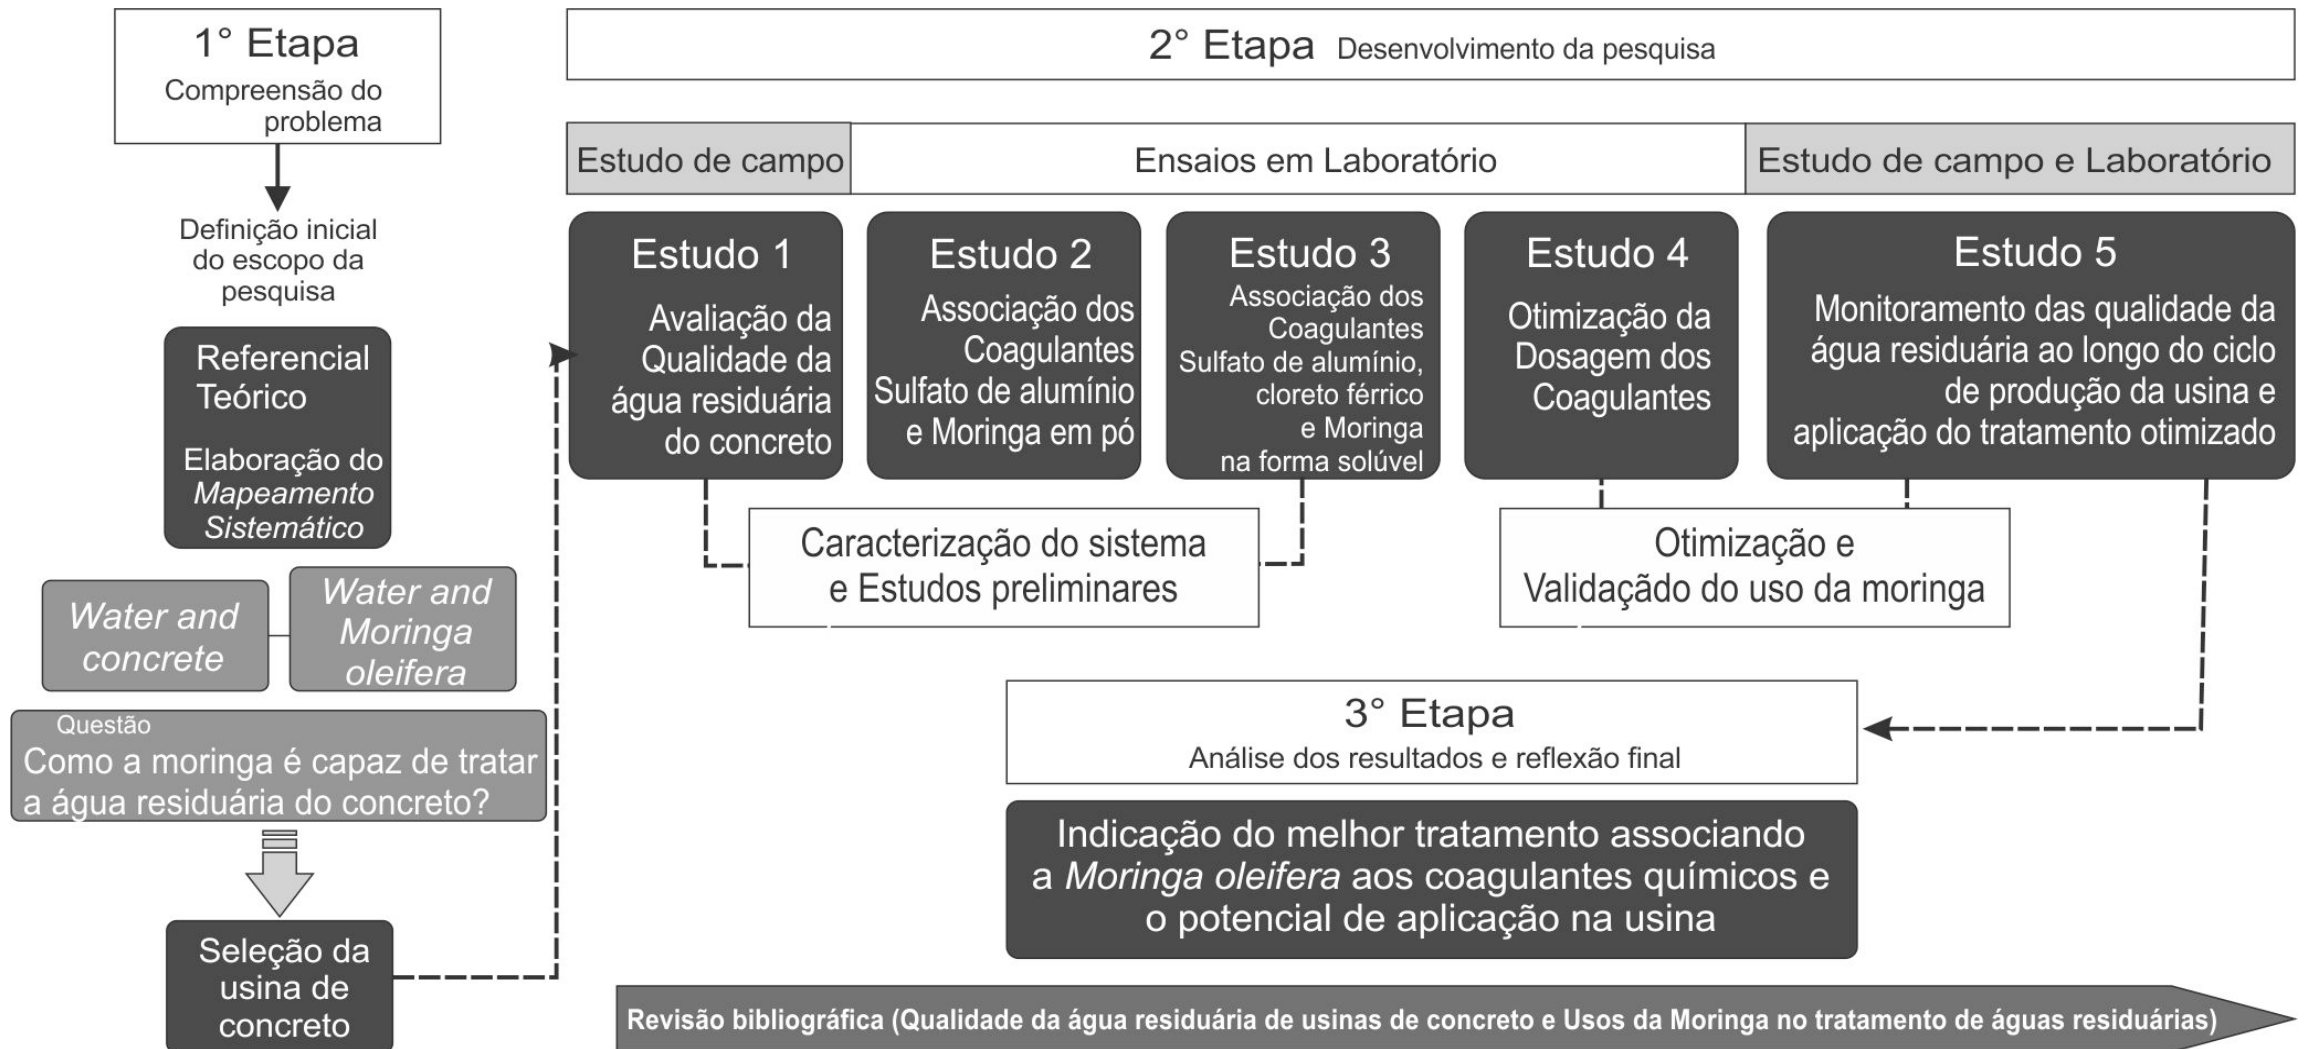 1° Etapa
Compreensão do
problema
Definição inicial
do escopo da
pesquisa
Referencial
Teórico
Elaboração do
Mapeamento
Sistemático
Water and
concrete
Water and
Moringa
oleifera
Questão
Como a moringa é capaz de tratar
a água residuária do concreto?
Seleção da
usina de
concreto
2° Etapa Desenvolvimento da pesquisa
Estudo de campo
Ensaios em Laboratório
Estudo de campo e Laboratório
Estudo 1
Avaliação da
Qualidade da
água residuária
do concreto
Estudo 2
Associação dos
Coagulantes
Sulfato de alumínio
e Moringa em pó
Estudo 3
Associação dos
Coagulantes
Sulfato de alumínio,
cloreto férrico
e Moringa
na forma solúvel
Estudo 4
Otimização da
Dosagem dos
Coagulantes
Estudo 5
Monitoramento das qualidade da
água residuária ao longo do ciclo
de produção da usina e
aplicação do tratamento otimizado
Caracterização do sistema
e Estudos preliminares
Otimização e
Validaçãdo do uso da moringa
3° Etapa
Análise dos resultados e reflexão final
Indicação do melhor tratamento associando
a Moringa oleifera aos coagulantes químicos e
o potencial de aplicação na usina
Revisão bibliográfica (Qualidade da água residuária de usinas de concreto e Usos da Moringa no tratamento de águas residuárias)